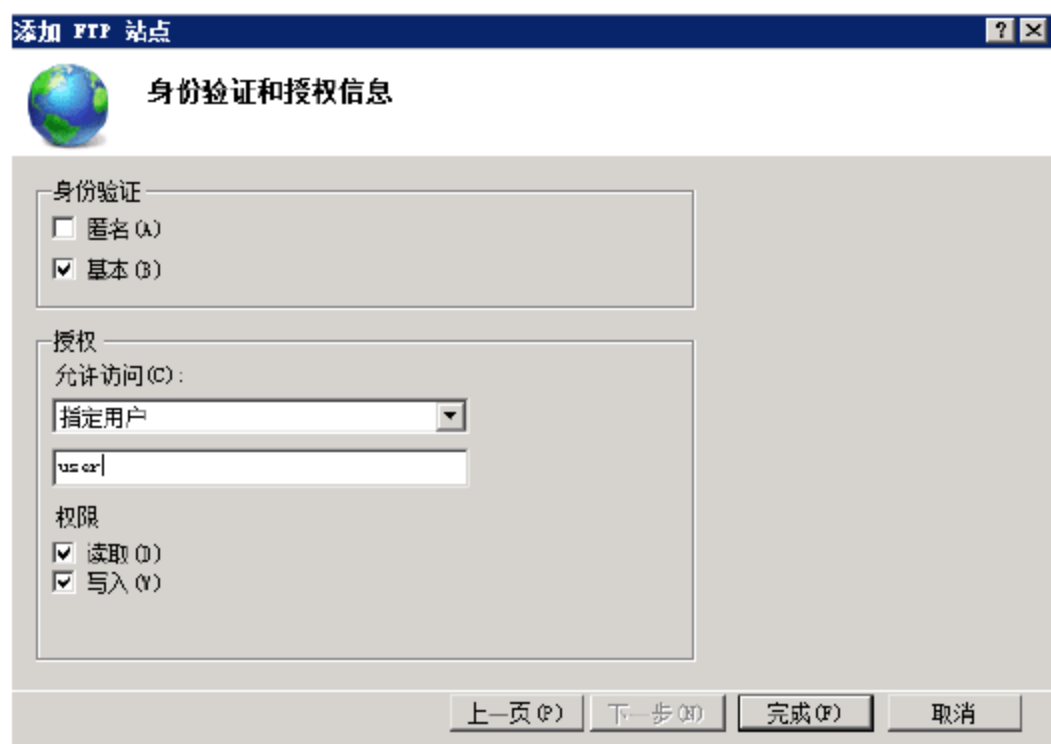 添加 FTP 站点
身份验证和授权信息
身份验证
匿名(A)
基本(B)
授权
允许访问(C):
指定用户
user
权限
读取(D)
写入(W)
上一页(P) 下一步(N) 完成(F) 取消